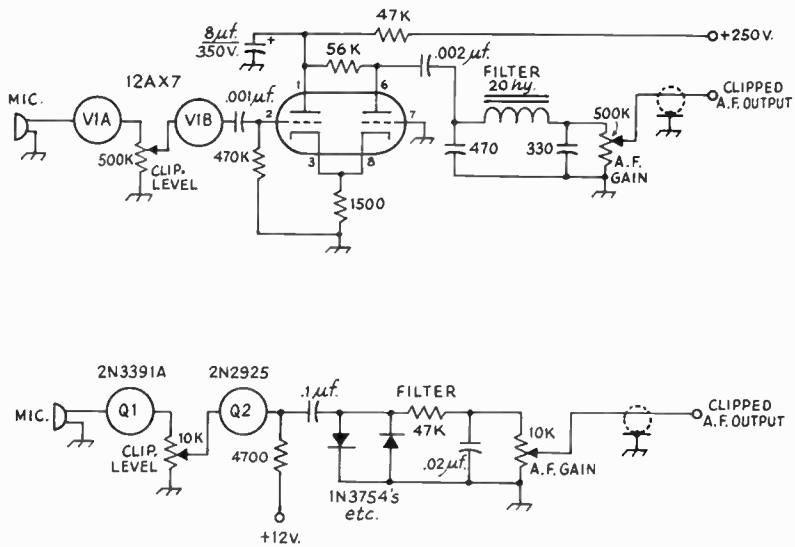 47K
8µf.
350V.
+
+250V.
56K
.002µf.
12AX7
1
6
FILTER
20hy.
CLIPPED
A.F. OUTPUT
MIC.
V1A
V1B
.001µf.
2
7
500K
500K
CLIP.
LEVEL
470K
3
8
470
330
A.F.
GAIN
1500
2N3391A
2N2925
.1µf.
FILTER
MIC.
Q1
Q2
47K
CLIPPED
A.F. OUTPUT
10K
CLIP.
LEVEL
4700
.02µf.
10K
A.F. GAIN
1N3754's
etc.
+12V.